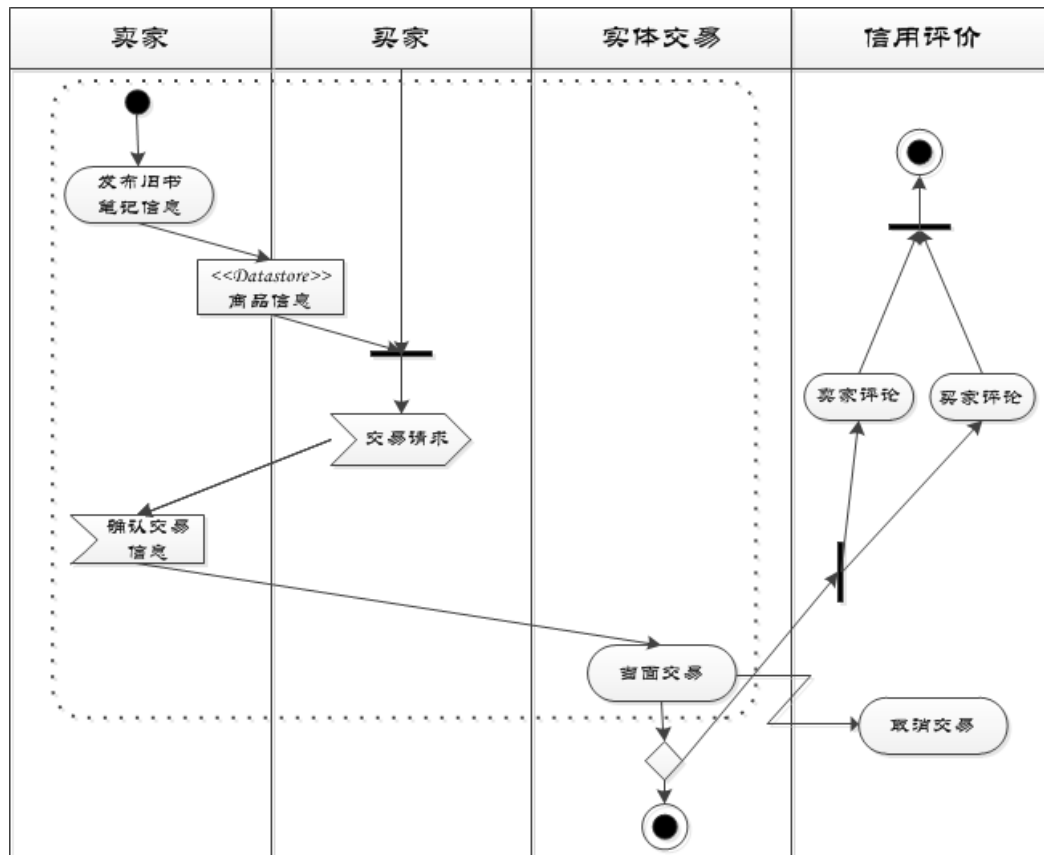 卖家
买家
实体交易
信用评价
发布旧书
笔记信息
<<Datastore>>
商品信息
交易请求
确认交易
信息
卖家评论
买家评论
当面交易
取消交易